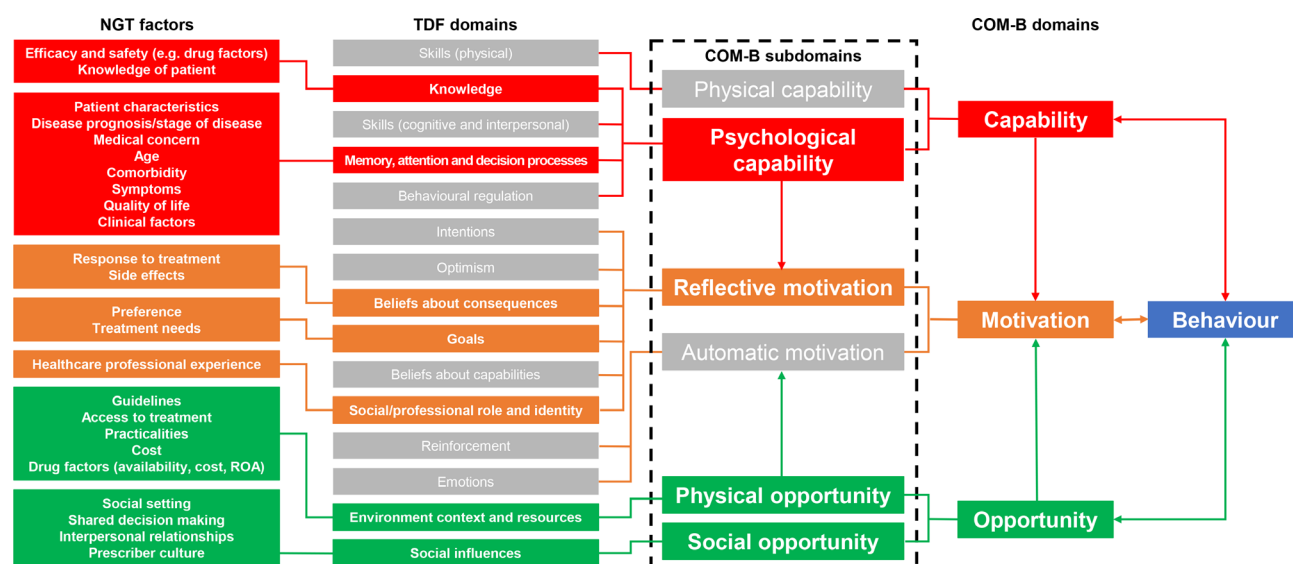 NGT factors
Efficacy and safety (e.g. drug factors)
Knowledge of patient
Patient characteristics
Disease prognosis/stage of disease
Medical concern
Age
Comorbidity
Symptoms
Quality of life
Clinical factors
Response to treatment
Side effects
Preference
Treatment needs
Healthcare professional experience
Guidelines
Access to treatment
Practicalities
Cost
Drug factors (availability, cost, ROA)
Social setting
Shared decision making
Interpersonal relationships
Prescriber culture
TDF domains
Skills (physical)
Knowledge
Skills (cognitive and interpersonal)
Memory, attention and decision processes
Behavioural regulation
Intentions
Optimism
Beliefs about consequences
Goals
Beliefs about capabilities
Social/professional role and identity
Reinforcement
Emotions
Environment context and resources
Social influences
COM-B subdomains
Physical capability
Psychological
capability
Reflective motivation
Automatic motivation
Physical opportunity
Social opportunity
COM-B domains
Capability
Motivation
Opportunity
Behaviour